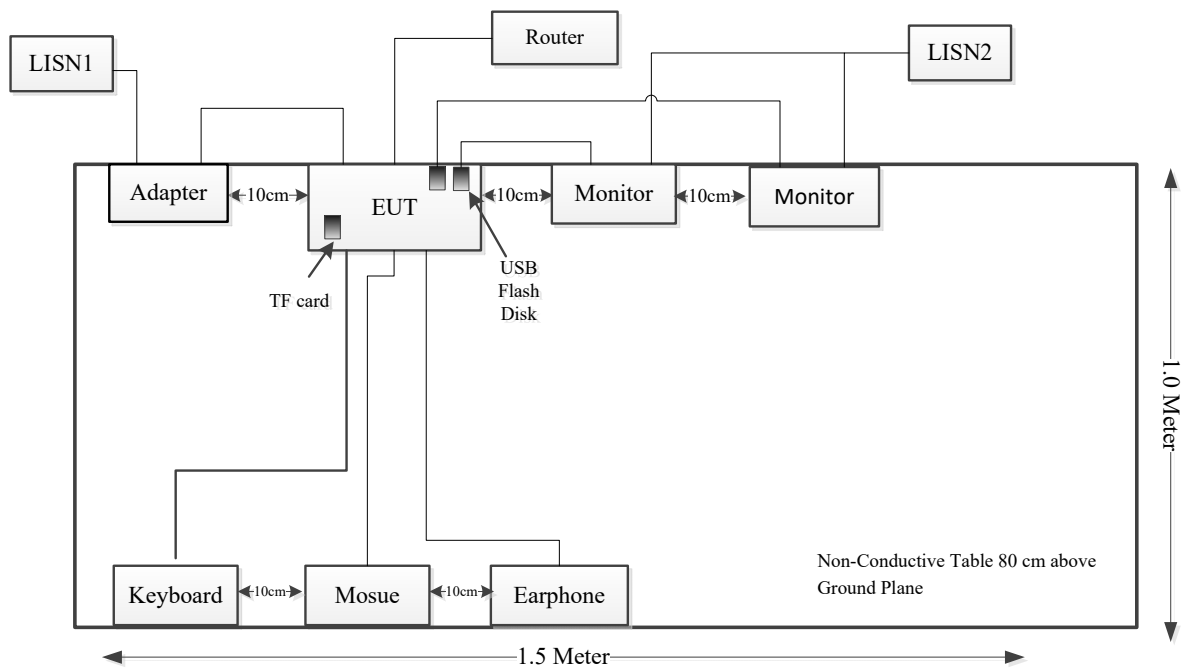 Router
LISN1
LISN2
Adapter
10cm
EUT
10cm
Monitor
10cm
Monitor
TF card
USB
Flash
Disk
1.0 Meter
Non-Conductive Table 80 cm above
Ground Plane
Keyboard
10cm
Mosue
10cm
Earphone
1.5 Meter